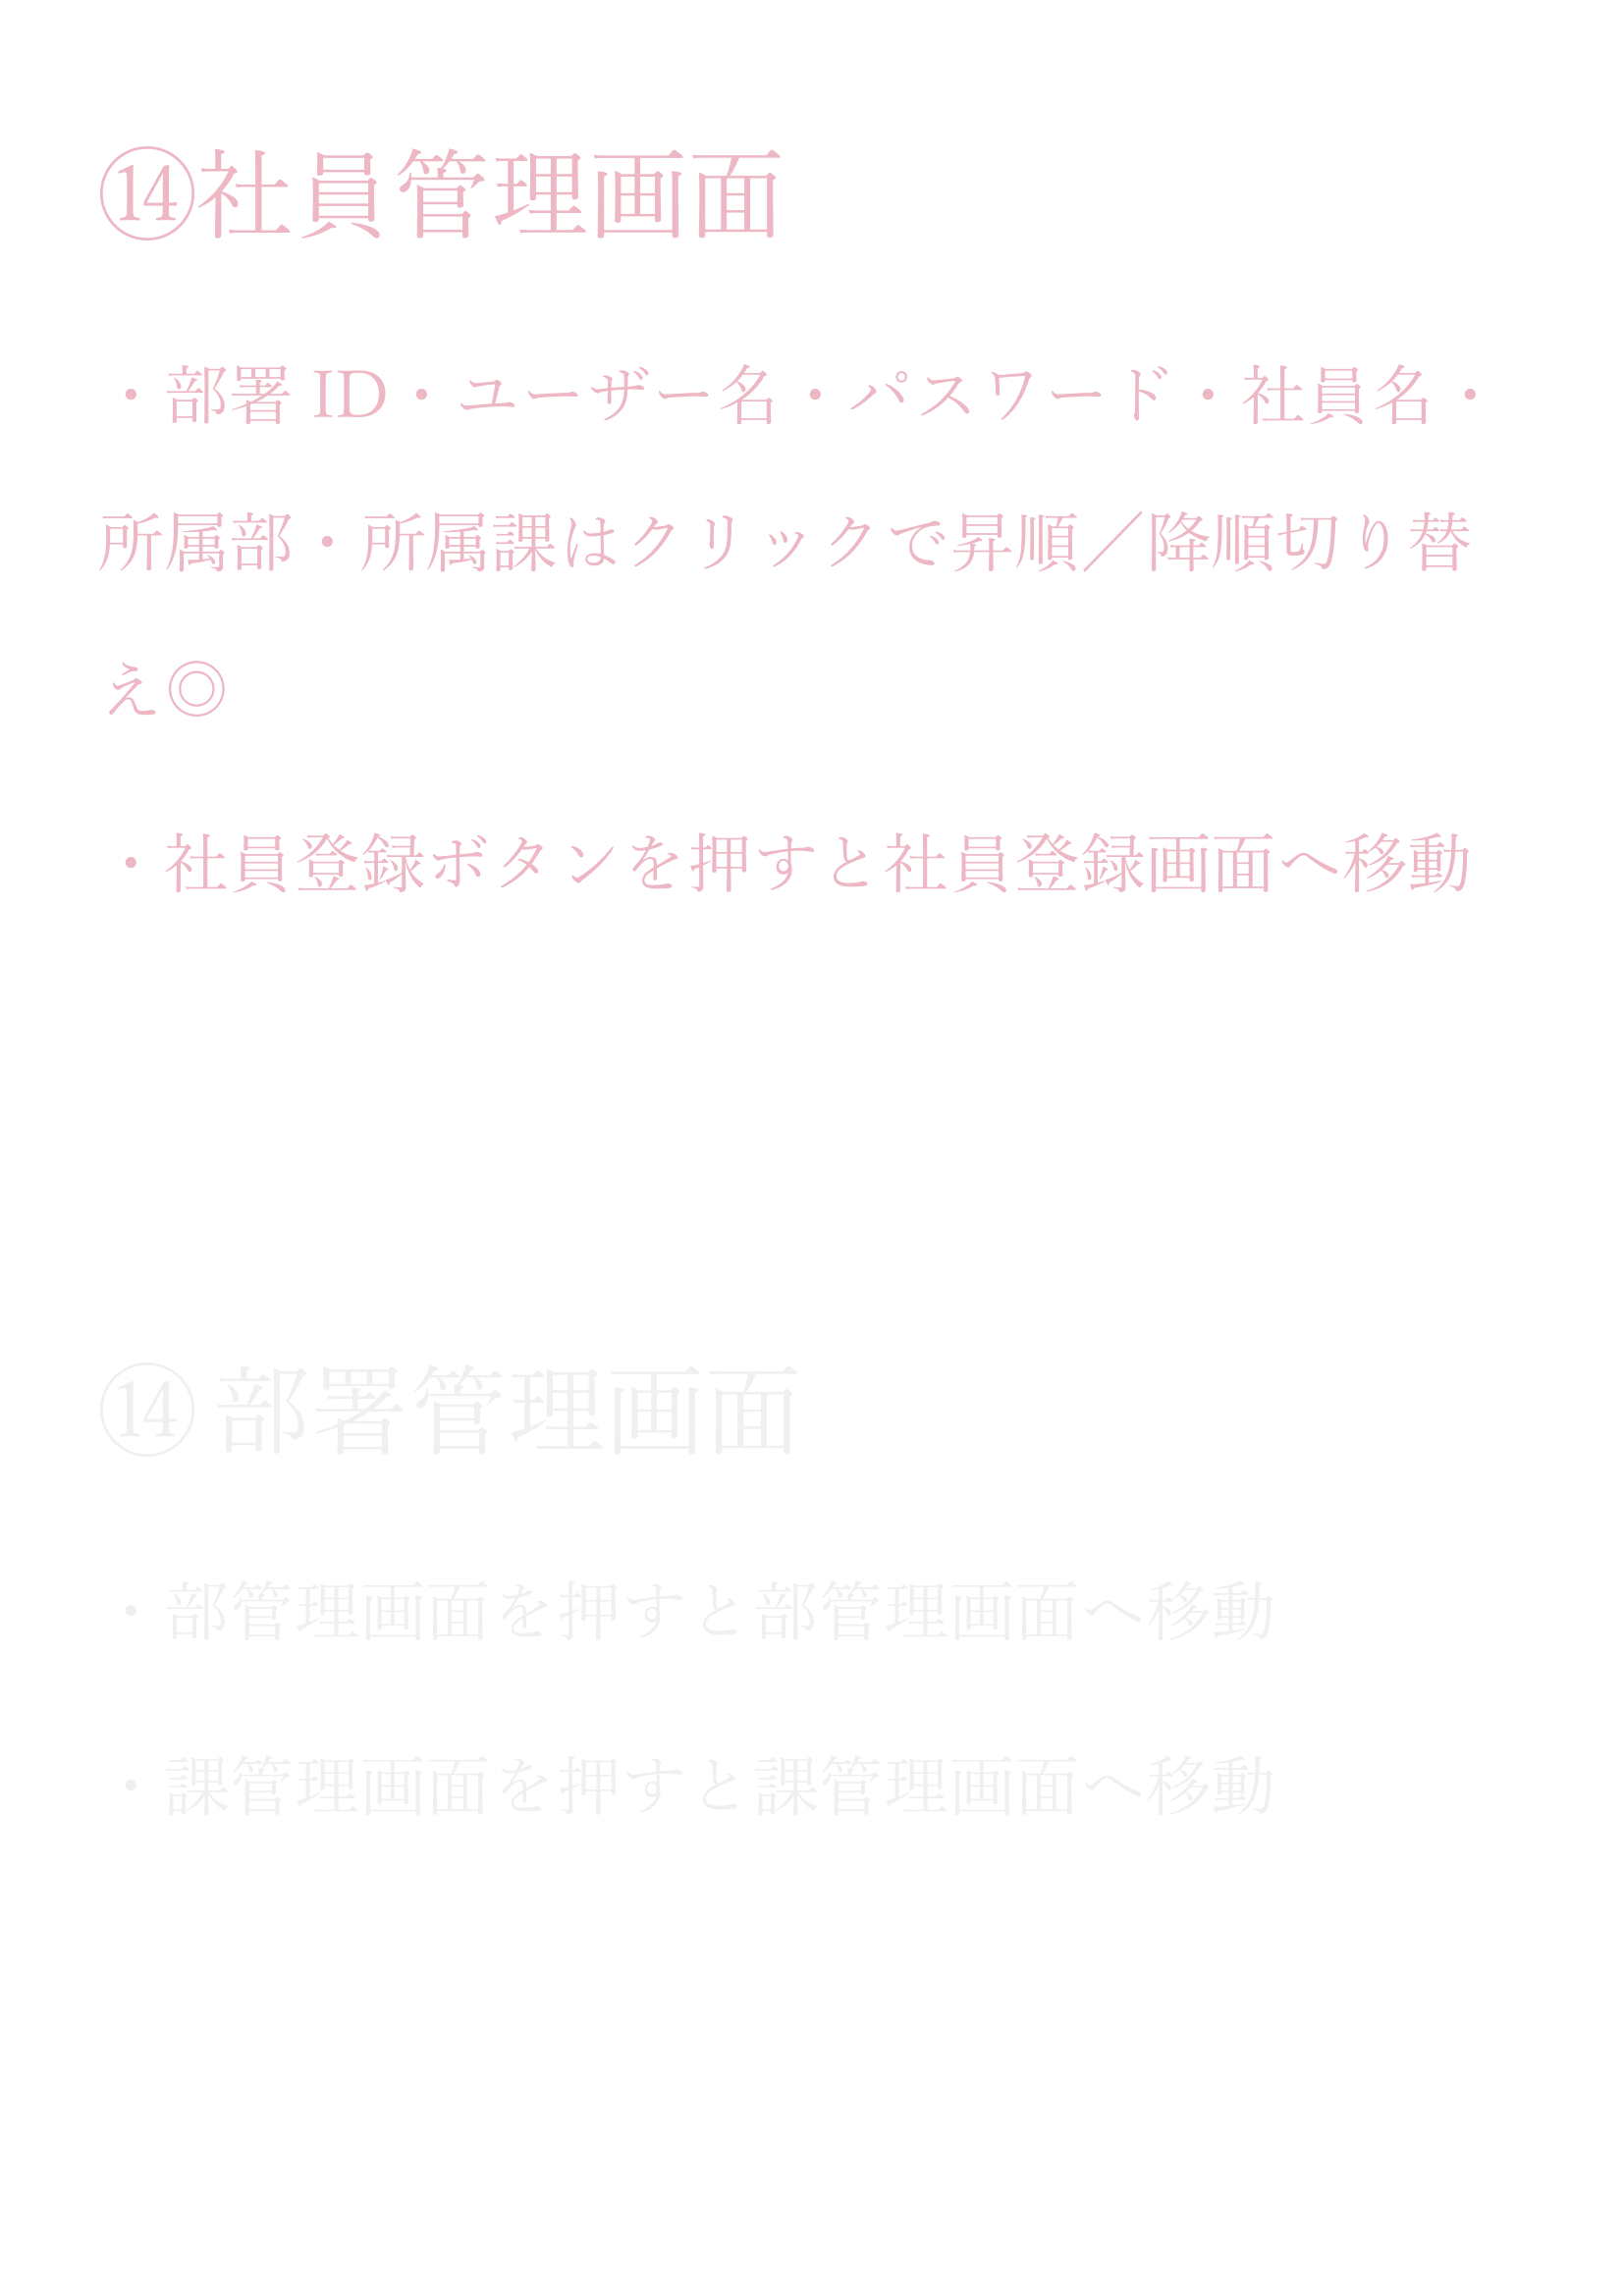 ⑭社員管理画面
・部署 ID・ユーザー名・パスワード・社員名・
所属部・所属課はクリックで昇順／降順切り替
え◎
・社員登録ボタンを押すと社員登録画面へ移動
⑭ 部署管理画面
・部管理画面を押すと部管理画面へ移動
・課管理画面を押すと課管理画面へ移動